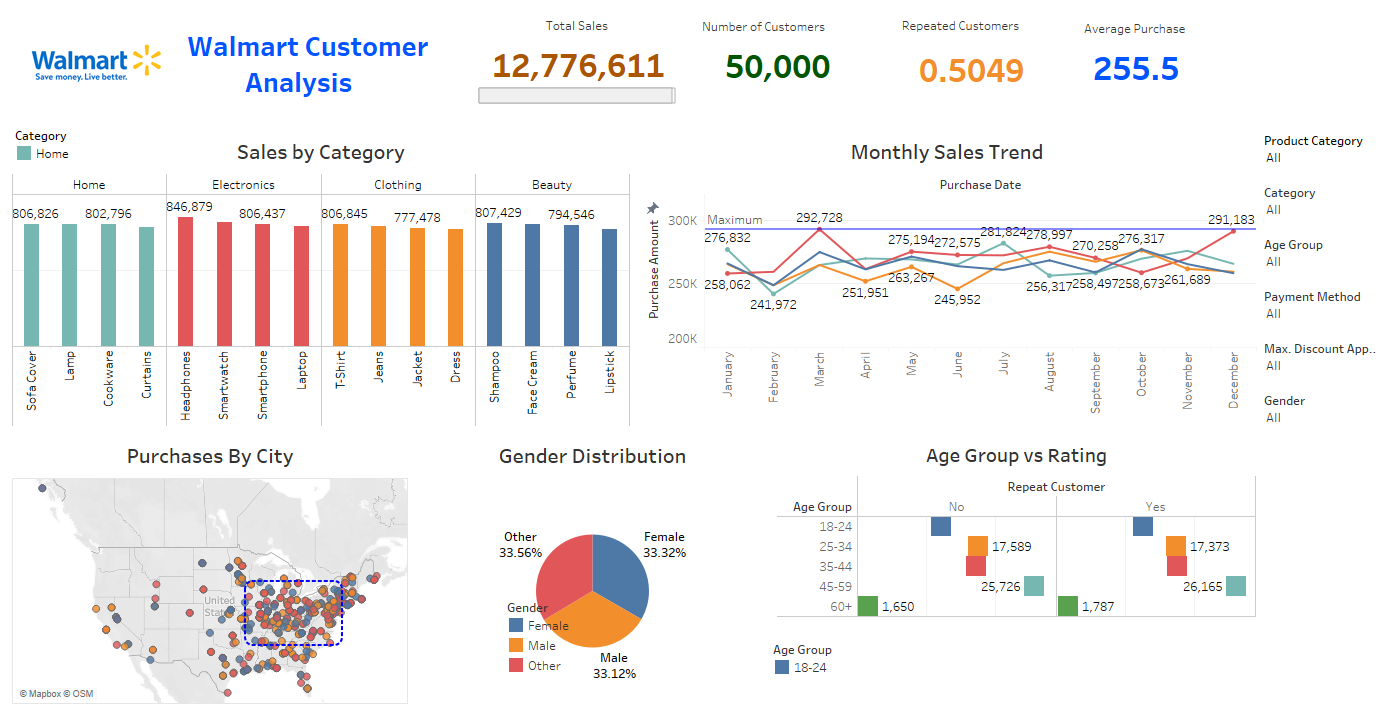 Walmart
Save money. Live better.
Walmart Customer
Analysis
Total Sales
12,776,611
Number of Customers
50,000
Repeated Customers
0.5049
Average Purchase
255.5
Category
Home
Sales by Category
Home Electronics Clothing Beauty
806,826 802,796 846,879 806,437 806,845 777,478 807,429 794,546
Sofa Cover
Lamp
Cookware
Curtains
Headphones
Smartwatch
Smartphone
Laptop
T-Shirt
Jeans
Jacket
Dress
Shampoo
Face Cream
Perfume
Lipstick
Monthly Sales Trend
Purchase Date
Purchase Amount
300K
250K
200K
Maximum
276,832
258,062
241,972
292,728
251,951
275,194
263,267
272,575
245,952
281,824
278,997
256,317
270,258
258,497
276,317
258,673
261,689
291,183
January
February
March
April
May
June
July
August
September
October
November
December
Product Category
All
Category
All
Age Group
All
Payment Method
All
Max. Discount App..
All
Gender
All
Purchases By City
United
States
© Mapbox © OSM
Gender Distribution
Other
33.56%
Female
33.32%
Male
33.12%
Gender
Female
Male
Other
Age Group vs Rating
Repeat Customer
Age Group No Yes
18-24
25-34 17,589 17,373
35-44
45-59 25,726 26,165
60+ 1,650 1,787
Age Group
18-24